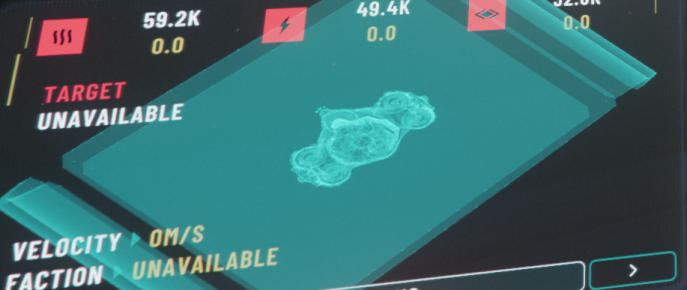 59.2K
0.0
49.4K
0.0
0.0
TARGET
UNAVAILABLE
VELOCITY 0M/S
FACTION UNAVAILABLE